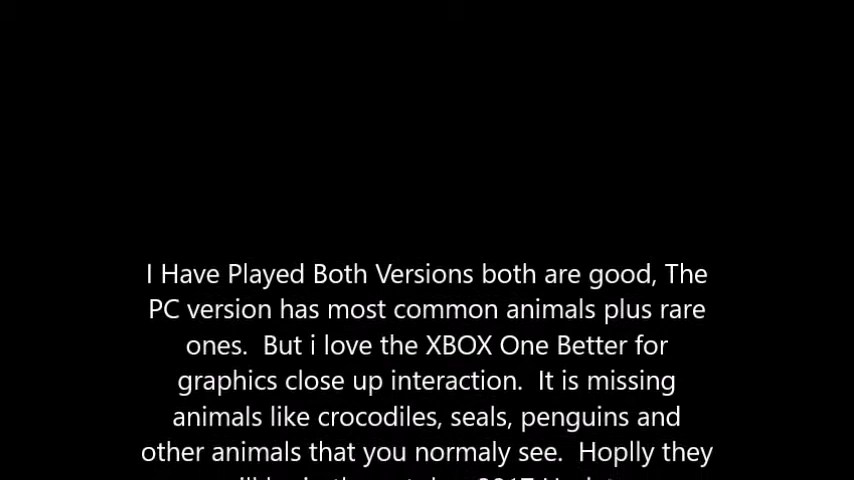 I Have Played Both Versions both are good, The
PC version has most common animals plus rare
ones.  But i love the XBOX One Better for
graphics close up interaction.  It is missing
animals like crocodiles, seals, penguins and
other animals that you normaly see.  Hoplly they